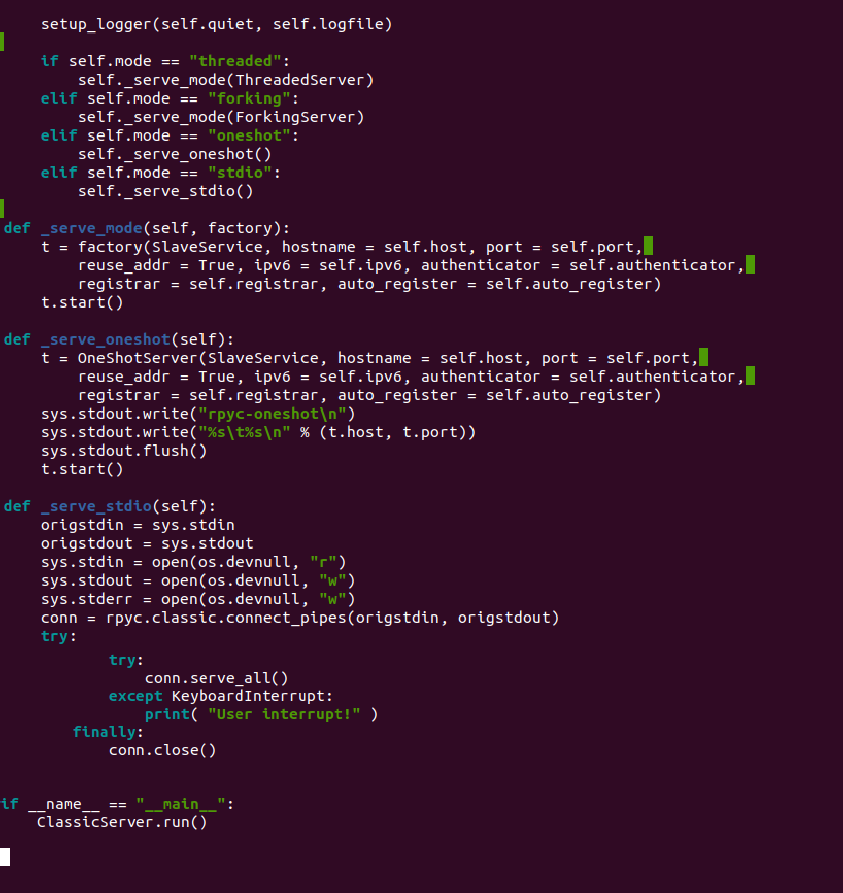 setup_logger(self.quiet, self.logfile)

    if self.mode == "threaded":
        self._serve_mode(ThreadedServer)
    elif self.mode == "forking":
        self._serve_mode(ForkingServer)
    elif self.mode == "oneshot":
        self._serve_oneshot()
    elif self.mode == "stdio":
        self._serve_stdio()

def _serve_mode(self, factory):
    t = factory(SlaveService, hostname = self.host, port = self.port,
        reuse_addr = True, ipv6 = self.ipv6, authenticator = self.authenticator,
        registrar = self.registrar, auto_register = self.auto_register)
    t.start()

def _serve_oneshot(self):
    t = OneShotServer(SlaveService, hostname = self.host, port = self.port,
        reuse_addr = True, ipv6 = self.ipv6, authenticator = self.authenticator,
        registrar = self.registrar, auto_register = self.auto_register)
    sys.stdout.write("rpyc-oneshot\n")
    sys.stdout.write("%s\t%s\n" % (t.host, t.port))
    sys.stdout.flush()
    t.start()

def _serve_stdio(self):
    origstdin = sys.stdin
    origstdout = sys.stdout
    sys.stdin = open(os.devnull, "r")
    sys.stdout = open(os.devnull, "w")
    sys.stderr = open(os.devnull, "w")
    conn = rpyc.classic.connect_pipes(origstdin, origstdout)
    try:
            try:
                conn.serve_all()
            except KeyboardInterrupt:
                print( "User interrupt!" )
        finally:
            conn.close()


if __name__ == "__main__":
    ClassicServer.run()